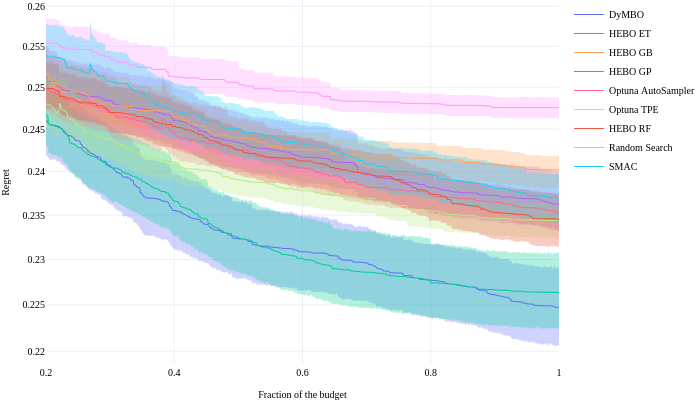 0.26
0.255
0.25
0.245
0.24
0.235
0.23
0.225
0.22
0.2
0.4
0.6
0.8
1
Regret
Fraction of the budget
DyMBO
HEBO ET
HEBO GB
HEBO GP
Optuna AutoSampler
Optuna TPE
HEBO RF
Random Search
SMAC